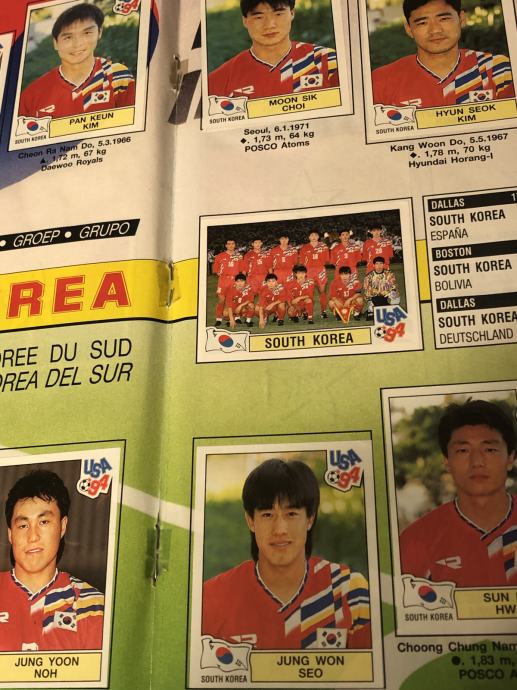 94
PAN KEUN
KIM
SOUTH KOREA
Cheon Ra Nam Do, 5.3.1966
▲. 1,72 m, 67 kg
Daewoo Royals
MOON SIK
CHOI
SOUTH KOREA
Seoul, 6.1.1971
◆. 1,73 m, 64 kg
POSCO Atoms
HYUN SEOK
KIM
SOUTH KOREA
Kang Woon Do, 5.5.1967
◆. 1,78 m, 70 kg
Hyundai Horang-I
• GROEP • GRUPO
REA
OREE DU SUD
OREA DEL SUR
USA
94
SOUTH KOREA
DALLAS 1
SOUTH KOREA
ESPAÑA
BOSTON
SOUTH KOREA
BOLIVIA
DALLAS
SOUTH KOREA
DEUTSCHLAND
USA
94
JUNG YOON
NOH
USA
94
SOUTH KOREA
JUNG WON
SEO
SOUTH KOREA
SUN
HW
Choong Chung Nam
●. 1,83 m,
POSCO A